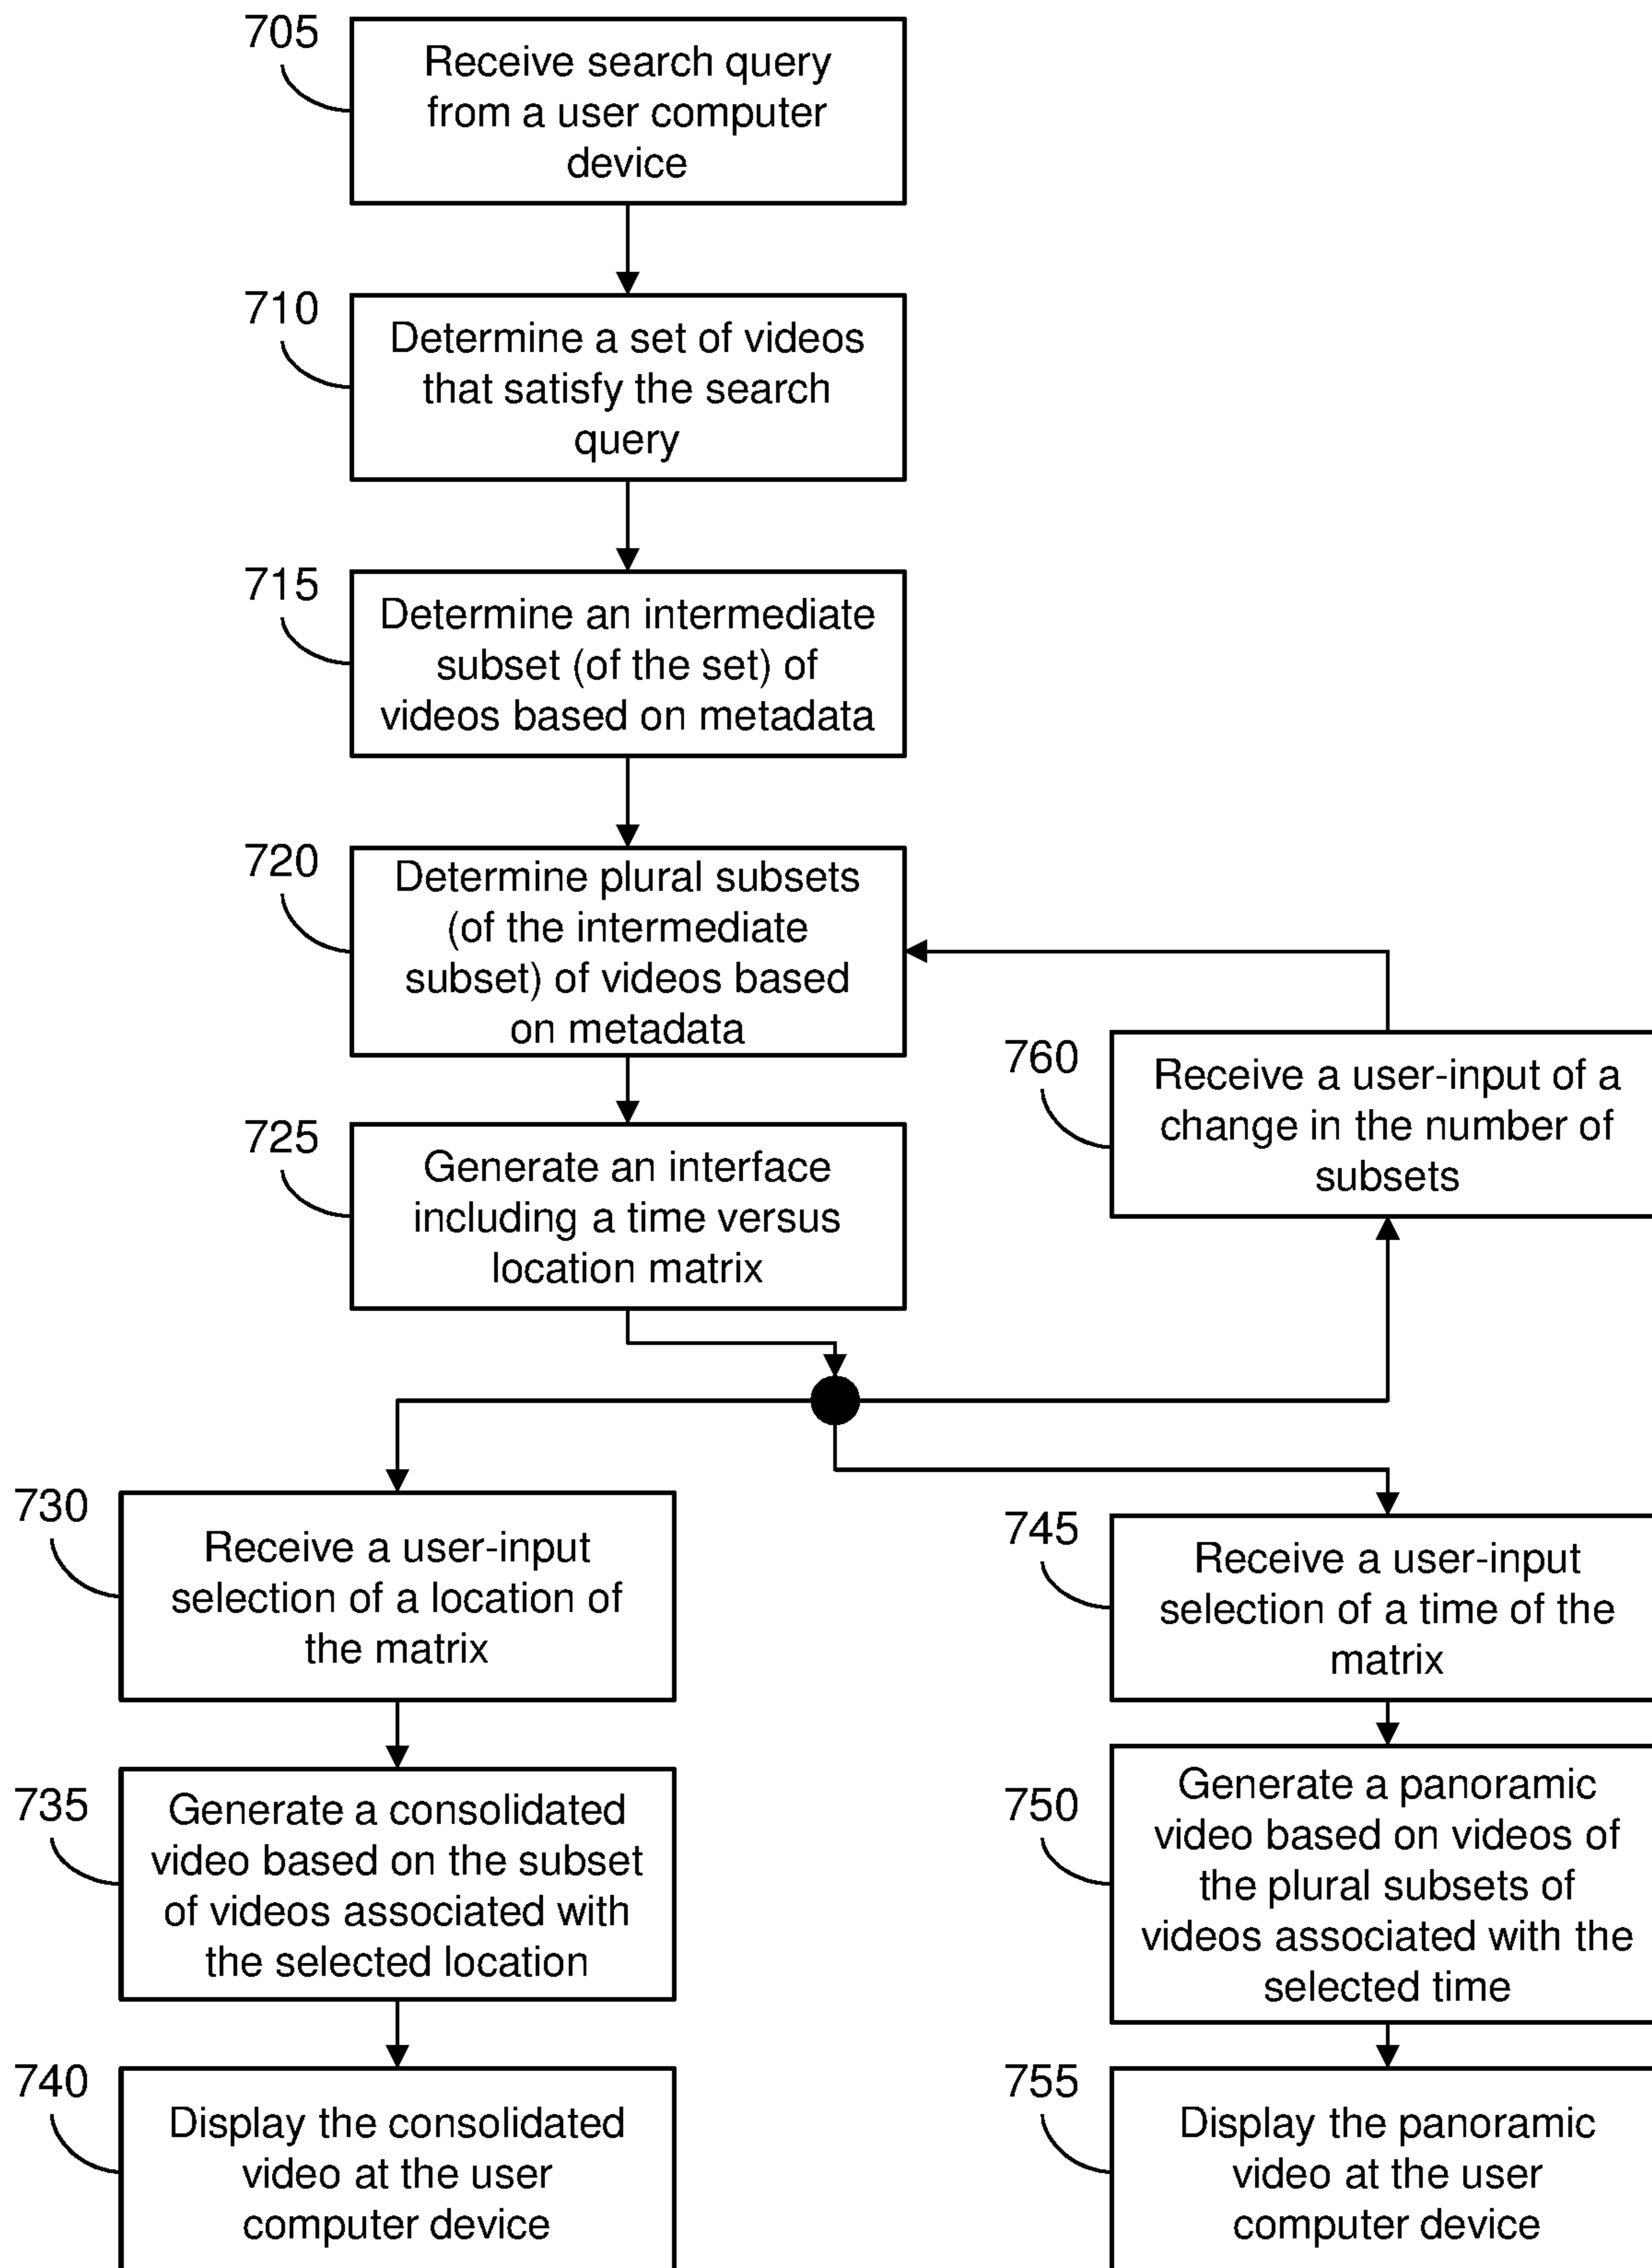 705
Receive search query
from a user computer
device
710
Determine a set of videos
that satisfy the search
query
715
Determine an intermediate
subset (of the set) of
videos based on metadata
720
Determine plural subsets
(of the intermediate
subset) of videos based
on metadata
760
Receive a user-input of a
change in the number of
subsets
725
Generate an interface
including a time versus
location matrix
730
Receive a user-input
selection of a location of
the matrix
735
Generate a consolidated
video based on the subset
of videos associated with
the selected location
740
Display the consolidated
video at the user
computer device
745
Receive a user-input
selection of a time of the
matrix
750
Generate a panoramic
video based on videos of
the plural subsets of
videos associated with the
selected time
755
Display the panoramic
video at the user
computer device